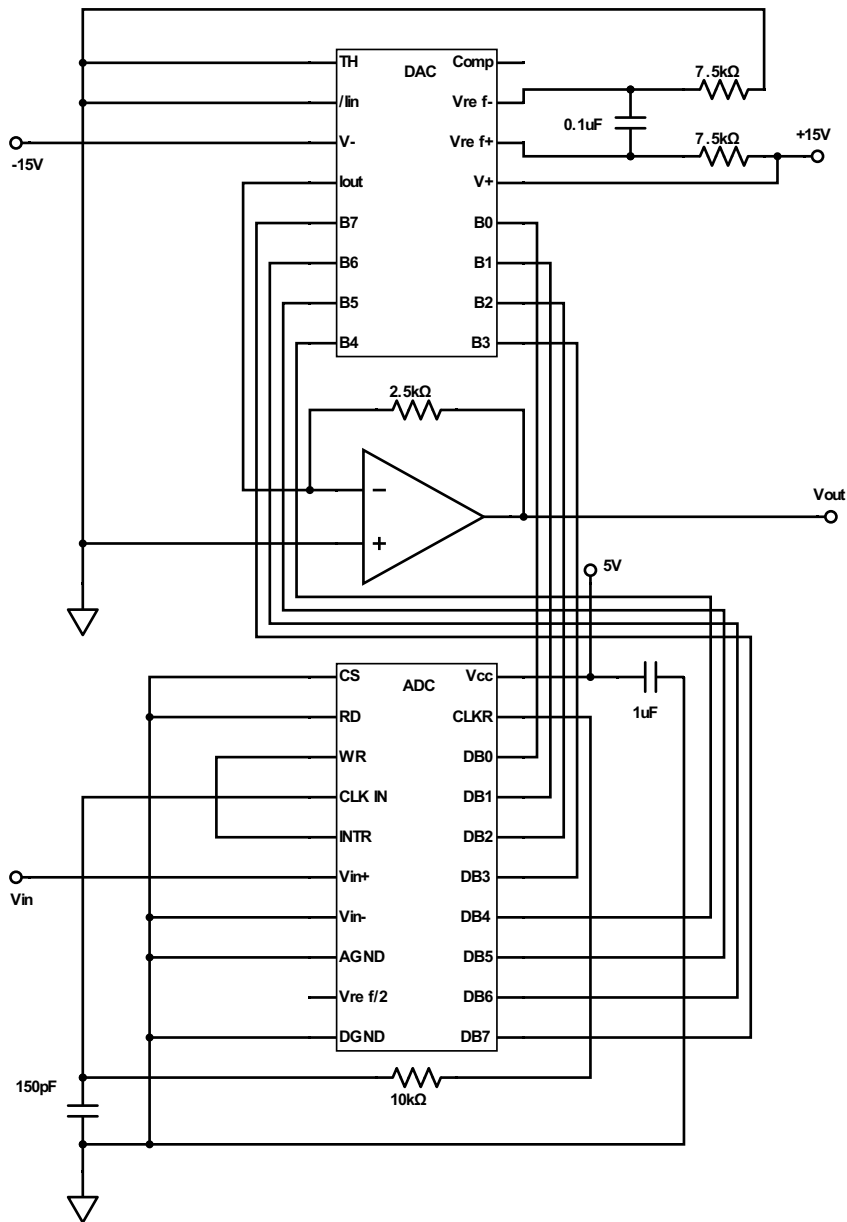 TH
DAC
Comp
7.5kΩ
/Iin
Vre f-
0.1uF
V-
Vre f+
7.5kΩ
+15V
-15V
Iout
V+
B7
B0
B6
B1
B5
B2
B4
B3
2.5kΩ
−
+
Vout
5V
CS
ADC
Vcc
RD
CLKR
1uF
WR
DB0
CLK IN
DB1
INTR
DB2
Vin+
DB3
Vin
Vin-
DB4
AGND
DB5
Vre f/2
DB6
DGND
DB7
150pF
10kΩ